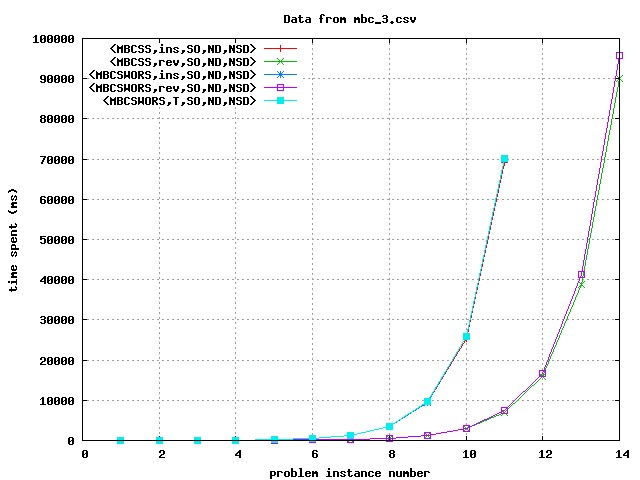 Data from mbc_3.csv
<MBCSS,ins,SO,ND,NSD>
<MBCSS,rev,SO,ND,NSD>
<MBCSWORS,ins,SO,ND,NSD>
<MBCSWORS,rev,SO,ND,NSD>
<MBCSWORS,T,SO,ND,NSD>
100000
90000
80000
70000
60000
50000
40000
30000
20000
10000
0
time spent (ms)
0 2 4 6 8 10 12 14
problem instance number